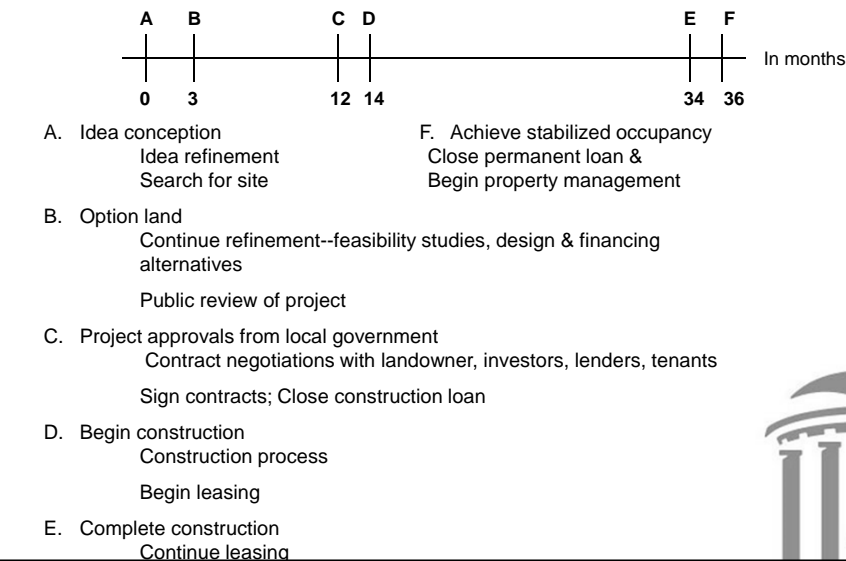 A B C D E F
In months
0 3 12 14 34 36
A. Idea conception
Idea refinement
Search for site
F. Achieve stabilized occupancy
Close permanent loan &
Begin property management
B. Option land
Continue refinement--feasibility studies, design & financing
alternatives
Public review of project
C. Project approvals from local government
Contract negotiations with landowner, investors, lenders, tenants
Sign contracts; Close construction loan
D. Begin construction
Construction process
Begin leasing
E. Complete construction
Continue leasing